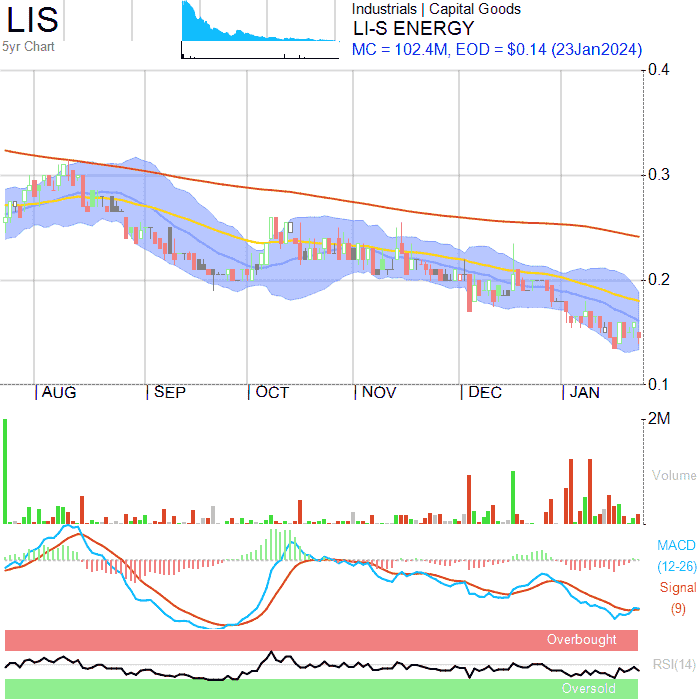 LIS
5yr Chart
Industrials | Capital Goods
LI-S ENERGY
MC = 102.4M, EOD = $0.14 (23Jan2024)
0.4
0.3
0.2
0.1
AUG SEP OCT NOV DEC JAN
2M
Volume
MACD
(12-26)
Signal
(9)
Overbought
RSI(14)
Oversold